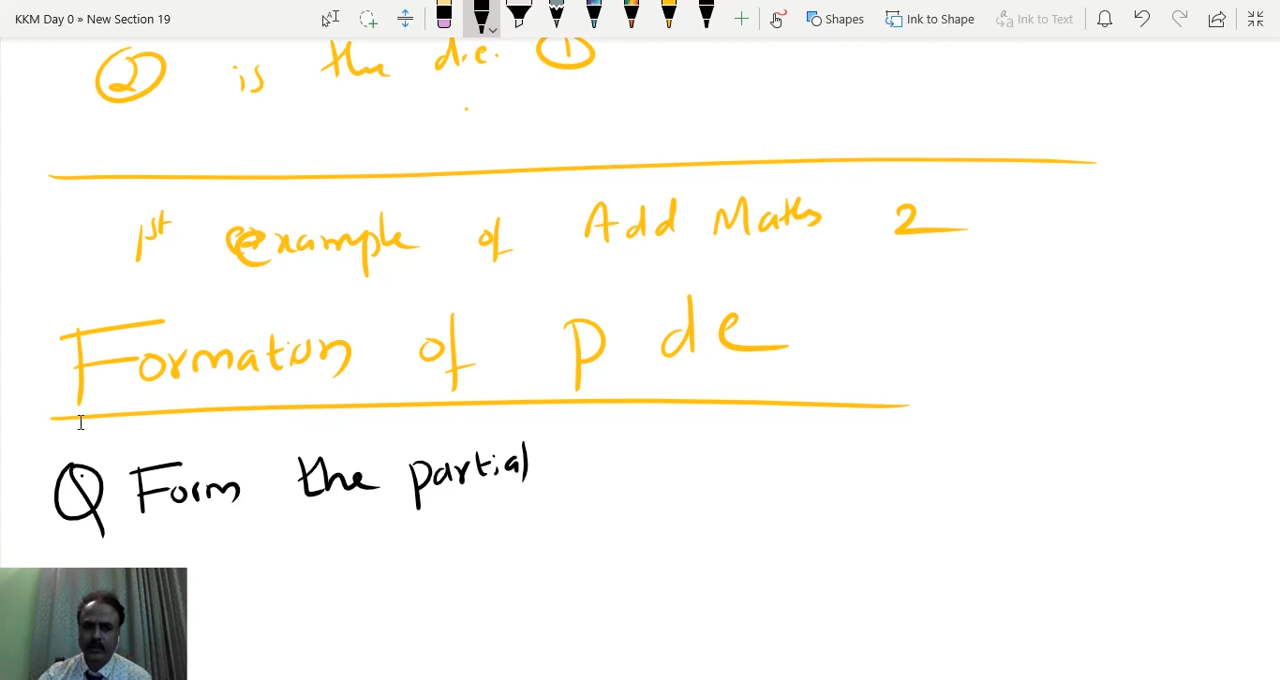 KKM Day 0 » New Section 19
Shapes
Ink to Shape
Ink to Text
② is the d.e. ①
1st example of Add Maths 2
Formation of p de
Q Form the partial